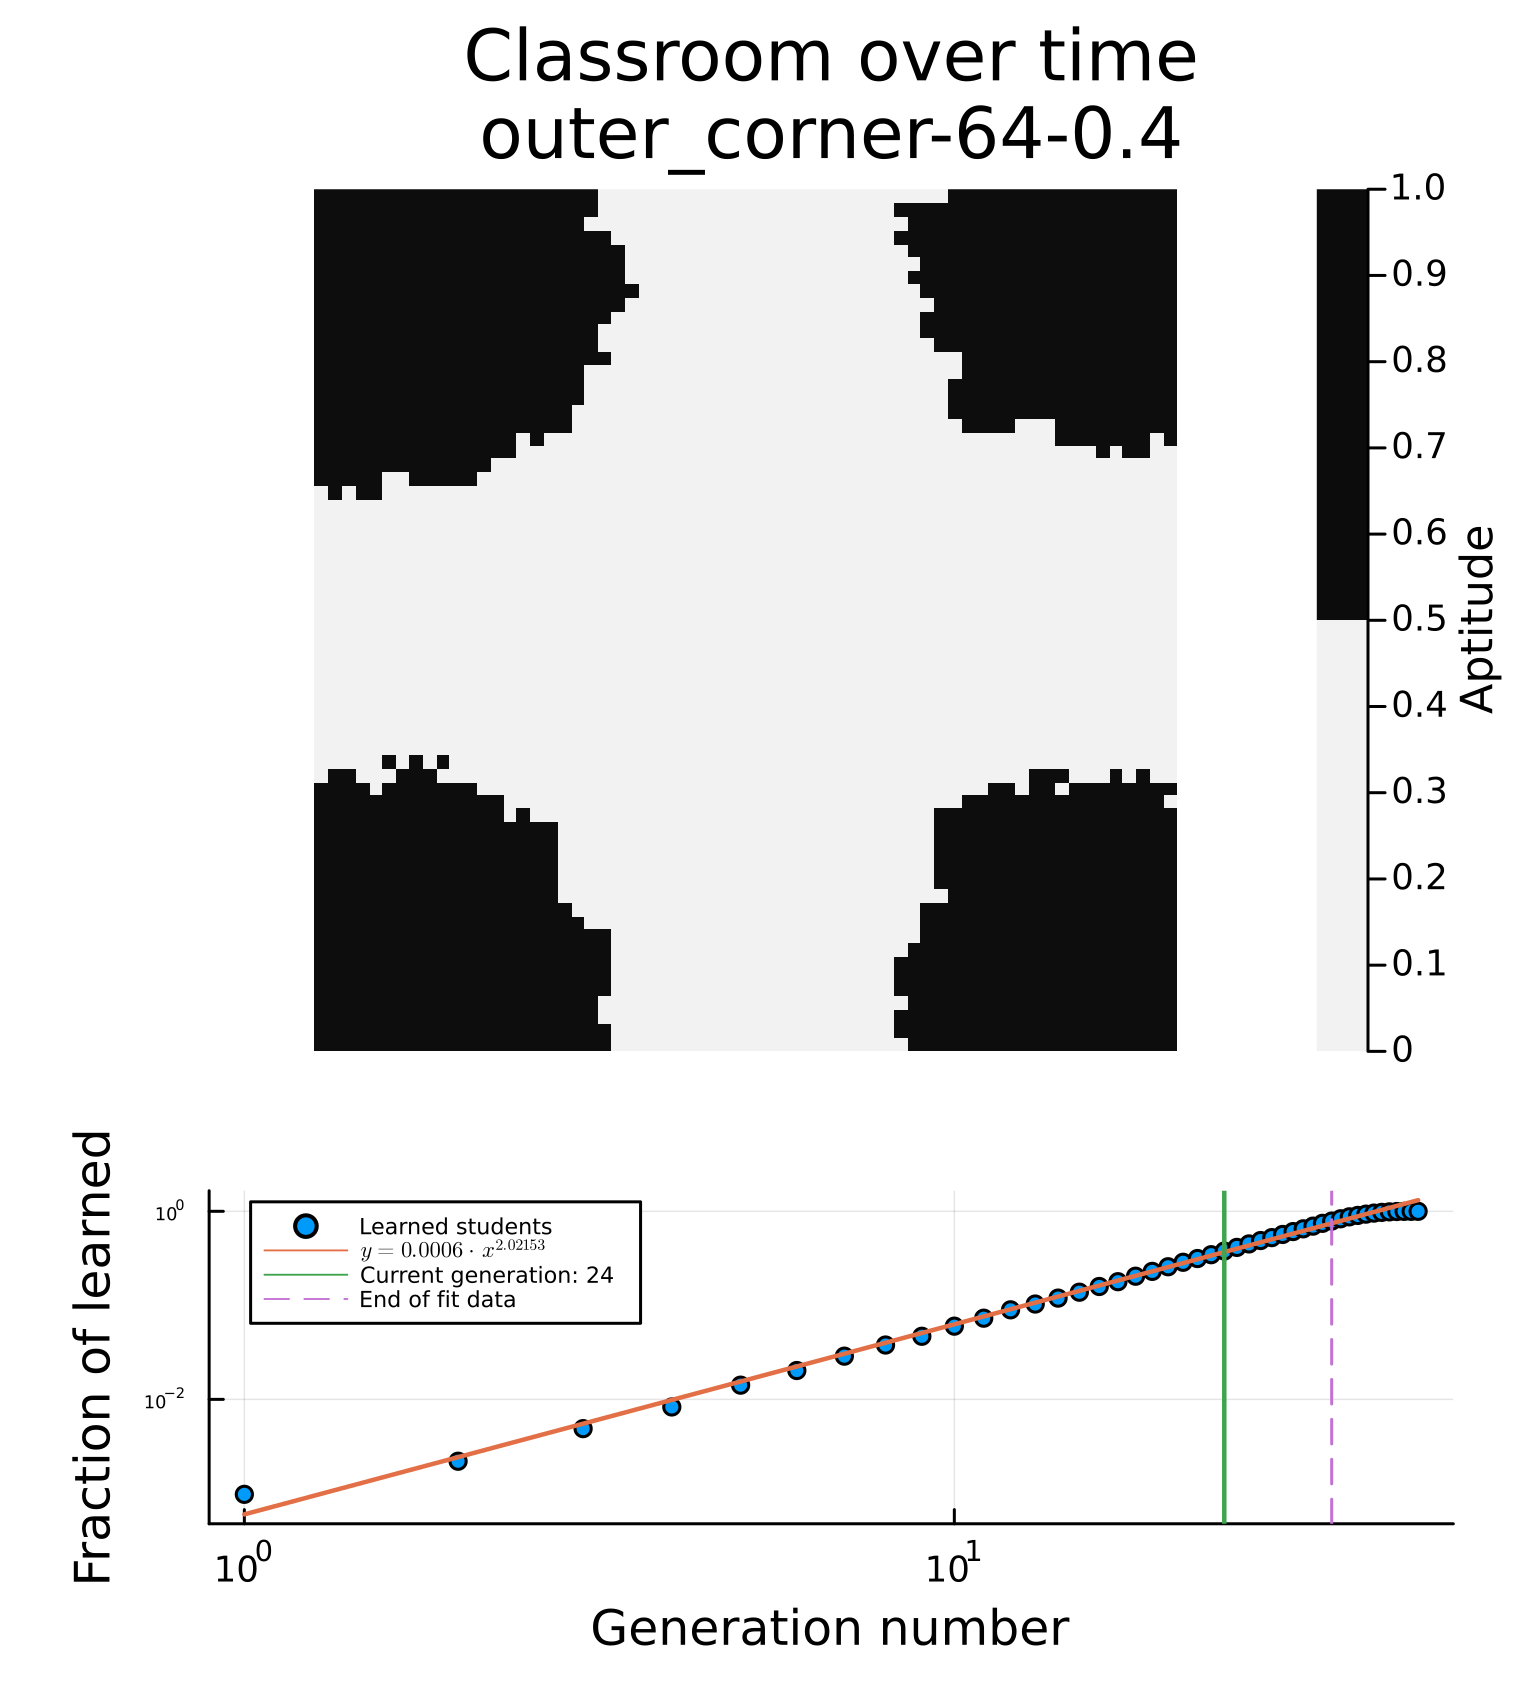 Classroom over time
outer_corner-64-0.4
1.0
0.9
0.8
0.7
0.6
0.5
0.4
0.3
0.2
0.1
0
Aptitude
Fraction of learned
10^0
10^-2
Learned students
y = 0.0006 · x^2.02153
Current generation: 24
End of fit data
10^0
10^1
Generation number